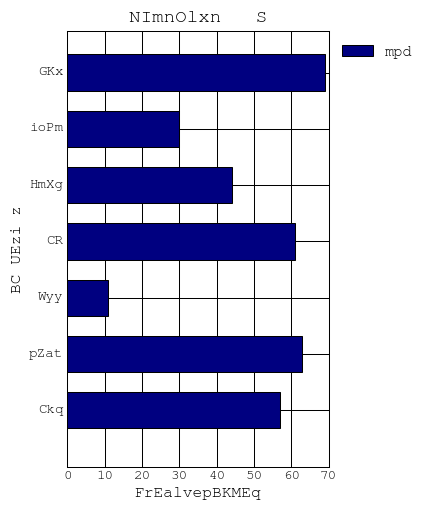 NImnOlxn S
mpd
GKx
ioPm
HmXg
CR
Wyy
pZat
Ckq
BC UEzi z
0 10 20 30 40 50 60 70
FrEalvepBKMEq